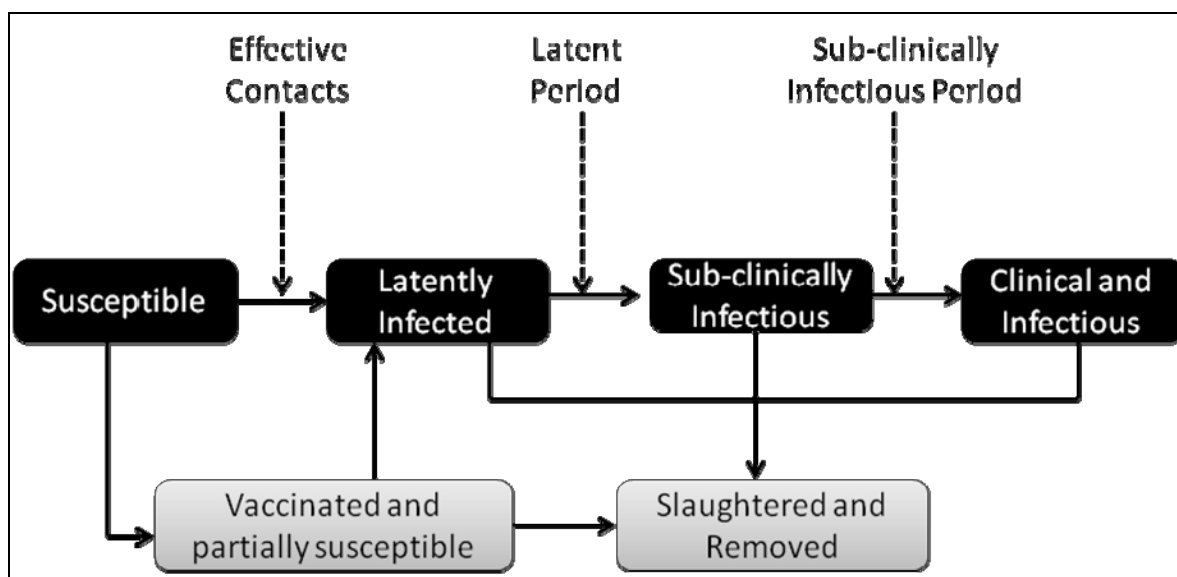 Effective
Contacts
Latent
Period
Sub-clinically
Infectious Period
Susceptible
Latently
Infected
Sub-clinically
Infectious
Clinical and
Infectious
Vaccinated and
partially susceptible
Slaughtered and
Removed